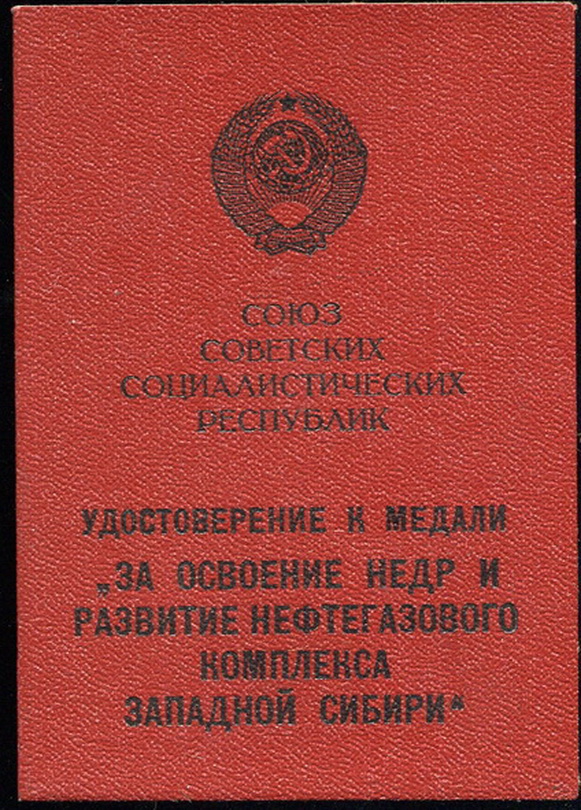 СОЮЗ
СОВЕТСКИХ
СОЦИАЛИСТИЧЕСКИХ
РЕСПУБЛИК
УДОСТОВЕРЕНИЕ К МЕДАЛИ
„ЗА ОСВОЕНИЕ НЕДР И
РАЗВИТИЕ НЕФТЕГАЗОВОГО
КОМПЛЕКСА
ЗАПАДНОЙ СИБИРИ“